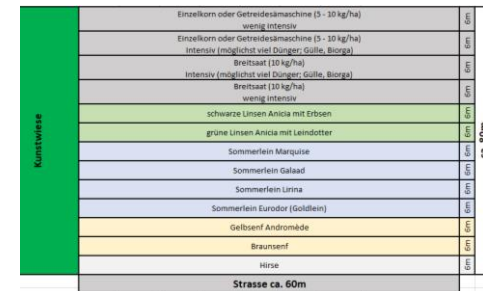 Kunstwiese
Einzelkorn oder Getreidesämaschine (5 - 10 kg/ha)
wenig intensiv
6m
Einzelkorn oder Getreidesämaschine (5 - 10 kg/ha)
Intensiv (möglichst viel Dünger; Gülle, Biorga)
6m
Breitsaat (10 kg/ha)
Intensiv (möglichst viel Dünger; Gülle, Biorga)
6m
Breitsaat (10 kg/ha)
wenig intensiv
6m
schwarze Linsen Anicia mit Erbsen
6m
grüne Linsen Anicia mit Leindotter
6m
Sommerlein Marquise
6m
Sommerlein Galaad
6m
Sommerlein Lirina
6m
Sommerlein Eurodor (Goldlein)
6m
Gelbsenf Andromède
6m
Braunsenf
6m
Hirse
6m
ca. 80m
Strasse ca. 60m